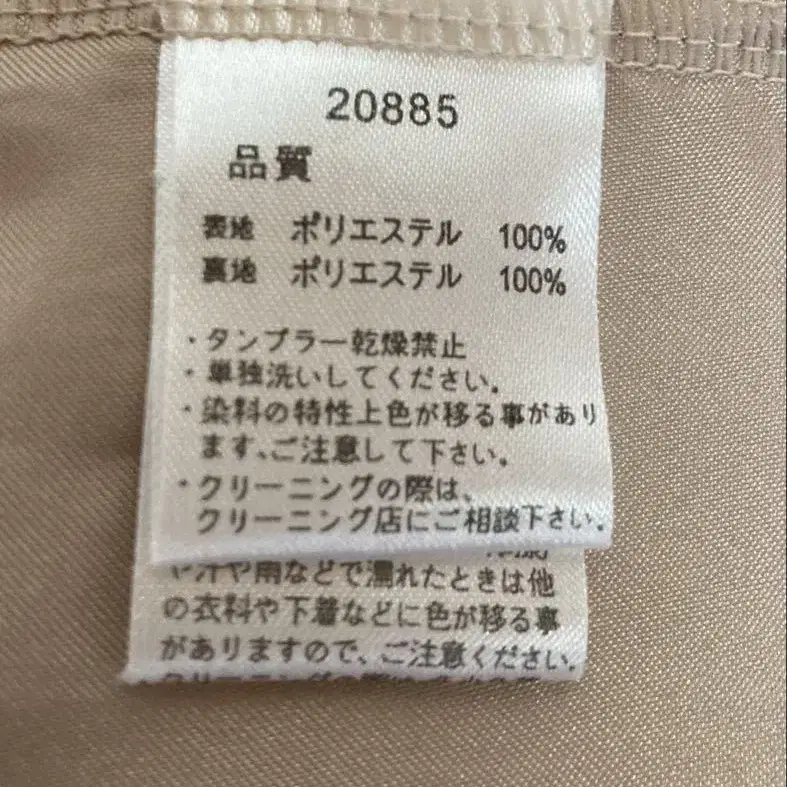 20885
品質
表地 ポリエステル 100%
裏地 ポリエステル 100%
・タンブラー乾燥禁止
・単独洗いしてください。
・染料の特性上色が移る事があり
ます、ご注意して下さい。
・クリーニングの際は、
クリーニング店にご相談下さい。
や汗や雨などで濡れたときは他
の衣料や下着などに色が移る事
がありますので、ご注意ください。